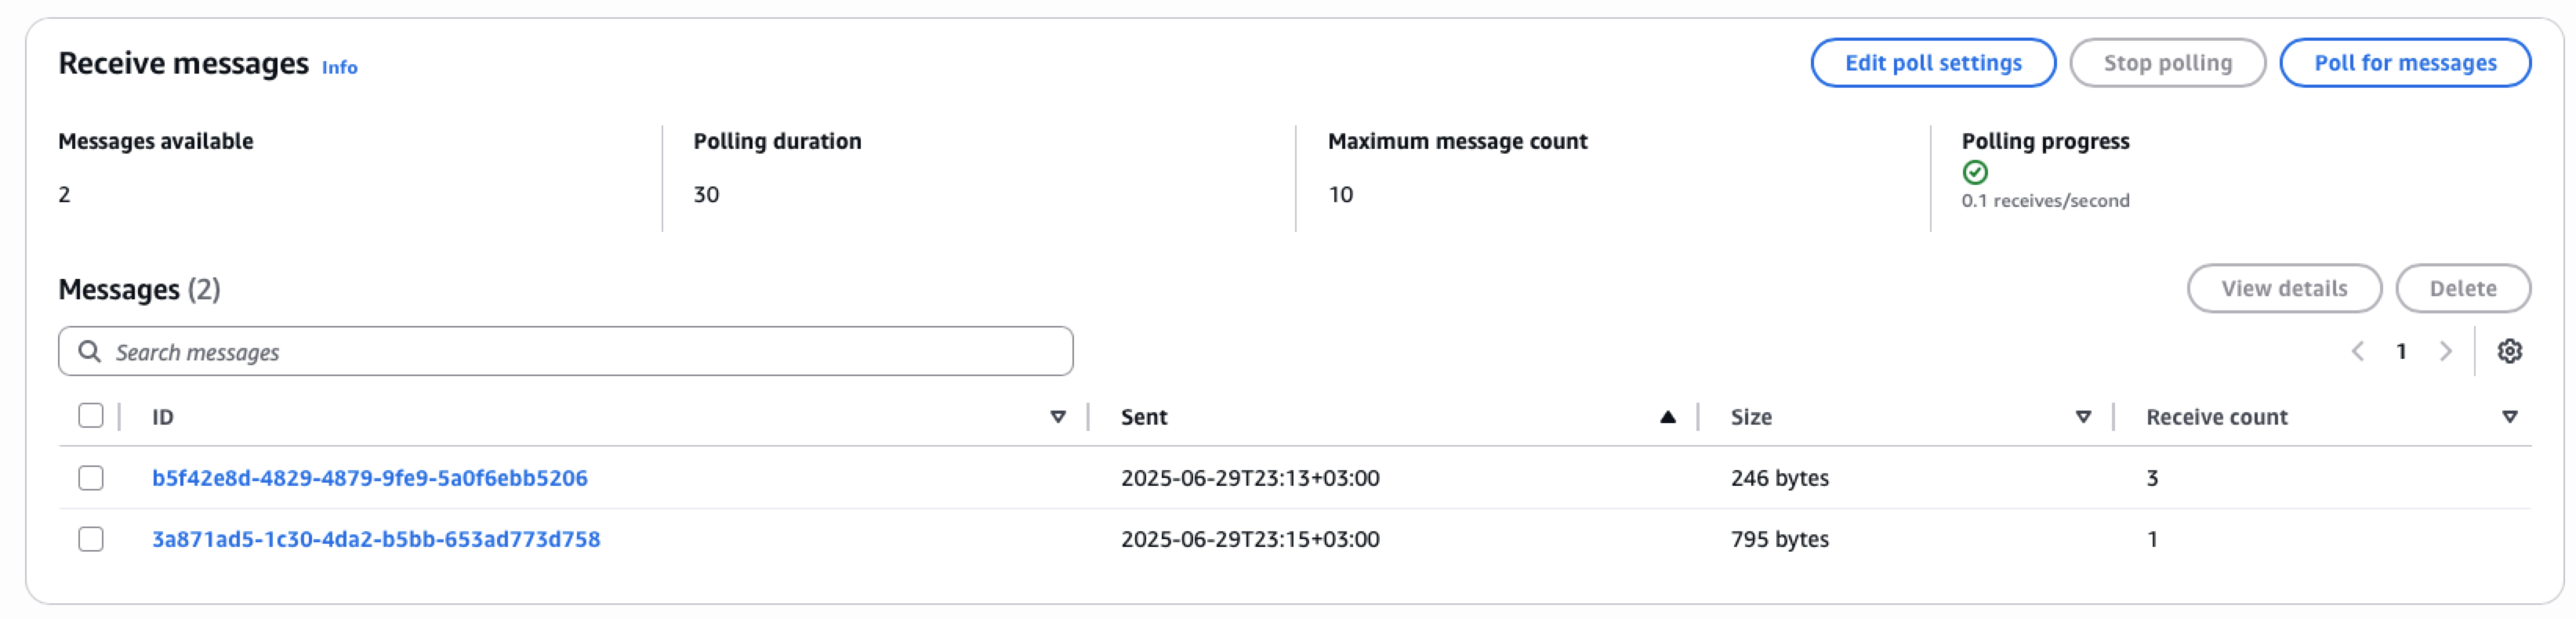 Receive messages Info
Edit poll settings
Stop polling
Poll for messages
Messages available
2
Polling duration
30
Maximum message count
10
Polling progress
0.1 receives/second
Messages (2)
View details
Delete
Search messages
1
ID Sent Size Receive count
b5f42e8d-4829-4879-9fe9-5a0f6ebb5206 2025-06-29T23:13+03:00 246 bytes 3
3a871ad5-1c30-4da2-b5bb-653ad773d758 2025-06-29T23:15+03:00 795 bytes 1